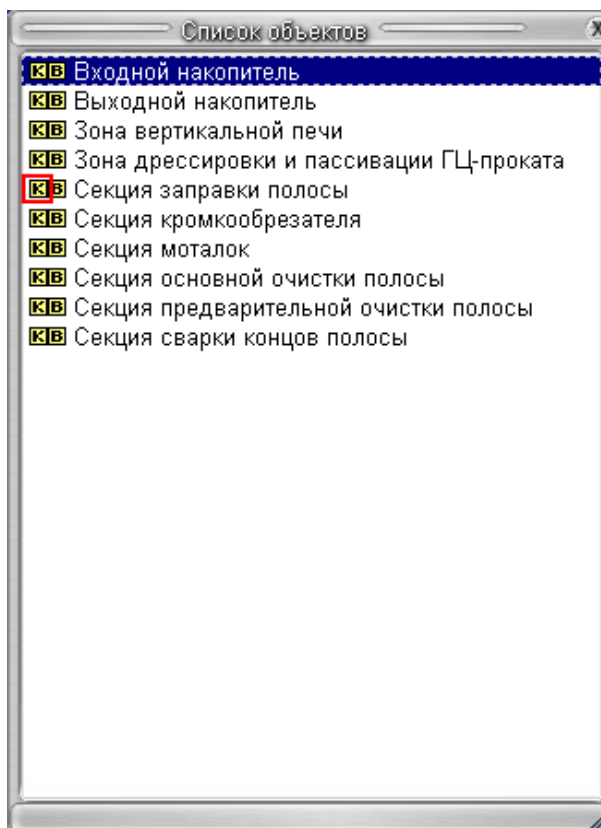 Список объектов
КВ Входной накопитель
КВ Выходной накопитель
КВ Зона вертикальной печи
КВ Зона дрессировки и пассивации ГЦ-проката
КВ Секция заправки полосы
КВ Секция кромкообрезателя
КВ Секция моталок
КВ Секция основной очистки полосы
КВ Секция предварительной очистки полосы
КВ Секция сварки концов полосы